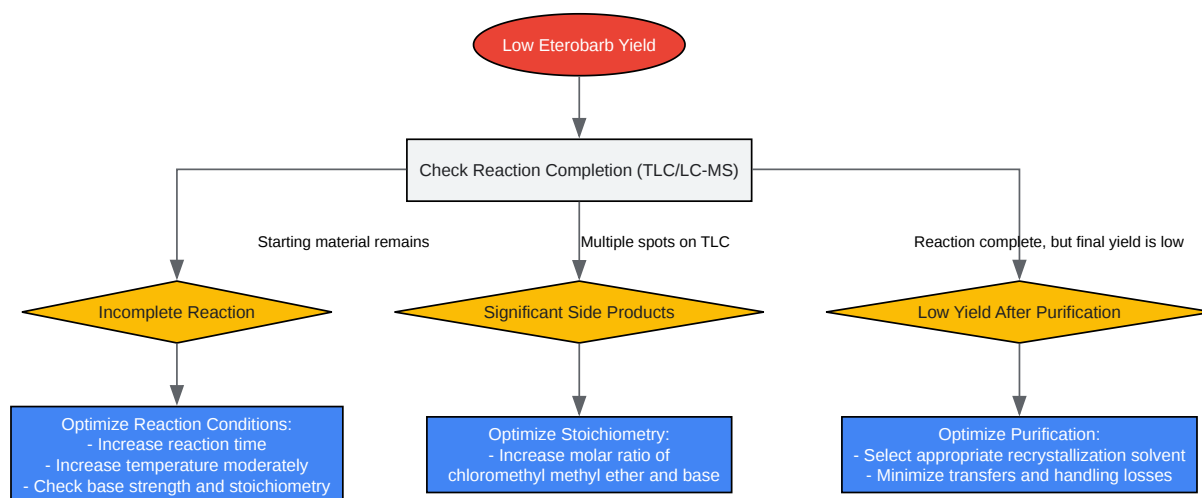 Low Eterobarb Yield
Check Reaction Completion (TLC/LC-MS)
Starting material remains
Multiple spots on TLC
Reaction complete, but final yield is low
Incomplete Reaction
Significant Side Products
Low Yield After Purification
Optimize Reaction Conditions:
- Increase reaction time
- Increase temperature moderately
- Check base strength and stoichiometry
Optimize Stoichiometry:
- Increase molar ratio of
chloromethyl methyl ether and base
Optimize Purification:
- Select appropriate recrystallization solvent
- Minimize transfers and handling losses